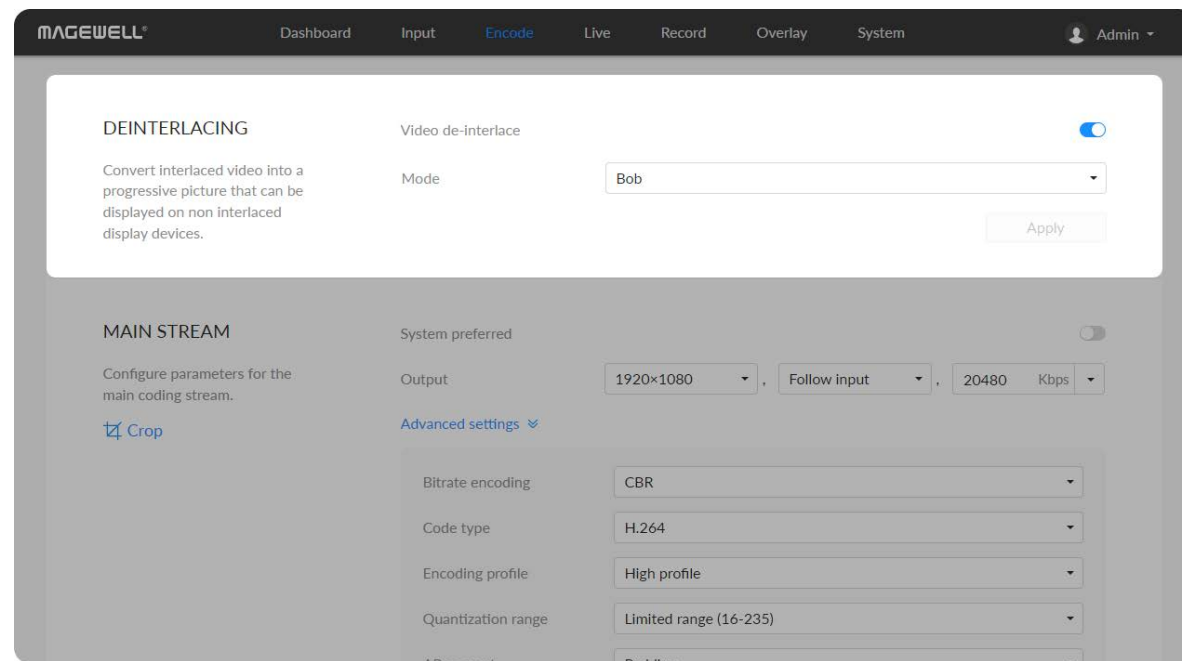 MAGEWELL®
Dashboard Input Encode Live Record Overlay System Admin
DEINTERLACING
Convert interlaced video into a
progressive picture that can be
displayed on non interlaced
display devices.
Video de-interlace
Mode Bob
Apply
MAIN STREAM
Configure parameters for the
main coding stream.
Crop
System preferred
Output 1920×1080 , Follow input , 20480 Kbps
Advanced settings
Bitrate encoding CBR
Code type H.264
Encoding profile High profile
Quantization range Limited range (16-235)